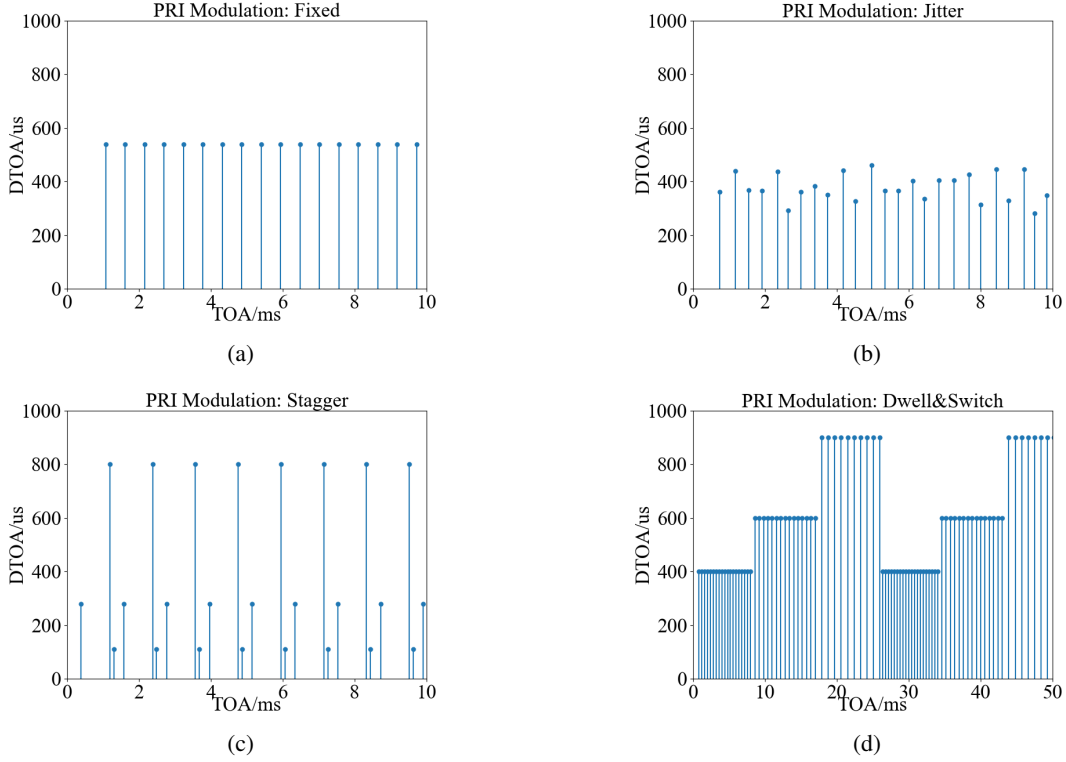 PRI Modulation: Fixed
1000
800
600
400
200
0
DTOA/us
0 2 4 6 8 10
TOA/ms
(a)
PRI Modulation: Jitter
1000
800
600
400
200
0
DTOA/us
0 2 4 6 8 10
TOA/ms
(b)
PRI Modulation: Stagger
1000
800
600
400
200
0
DTOA/us
0 2 4 6 8 10
TOA/ms
(c)
PRI Modulation: Dwell&Switch
1000
800
600
400
200
0
DTOA/us
0 10 20 30 40 50
TOA/ms
(d)